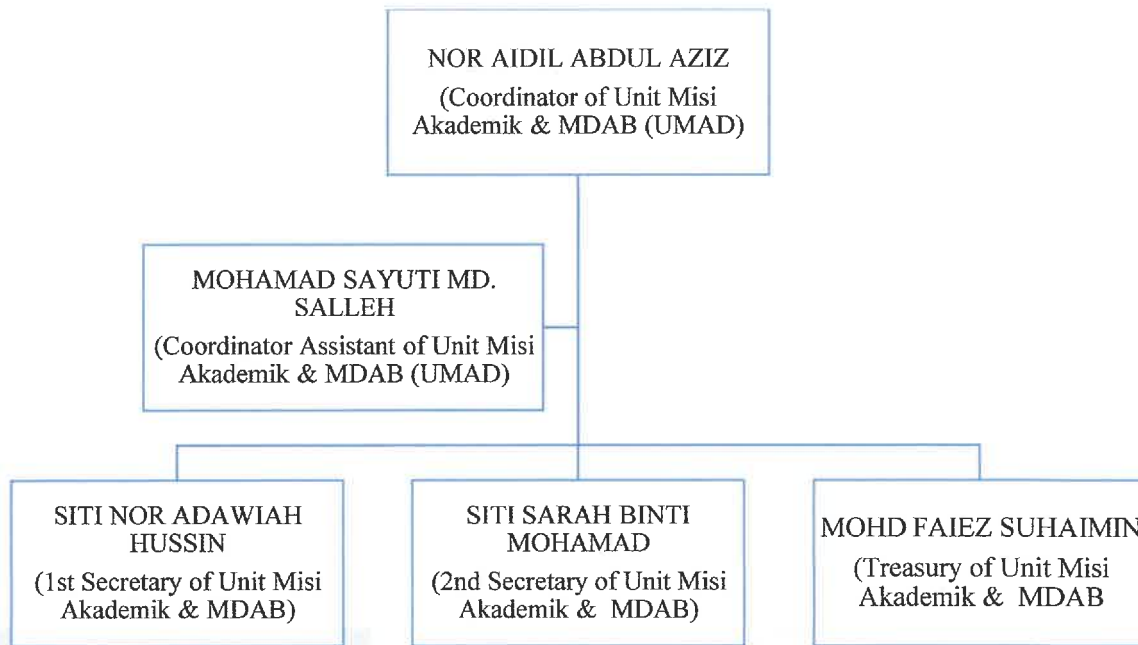 NOR AIDIL ABDUL AZIZ
(Coordinator of Unit Misi
Akademik & MDAB (UMAD)
MOHAMAD SAYUTI MD.
SALLEH
(Coordinator Assistant of Unit Misi
Akademik & MDAB (UMAD)
SITI NOR ADAWIAH
HUSSIN
(1st Secretary of Unit Misi
Akademik & MDAB)
SITI SARAH BINTI
MOHAMAD
(2nd Secretary of Unit Misi
Akademik & MDAB)
MOHD FAIEZ SUHAIMIN
(Treasury of Unit Misi
Akademik & MDAB